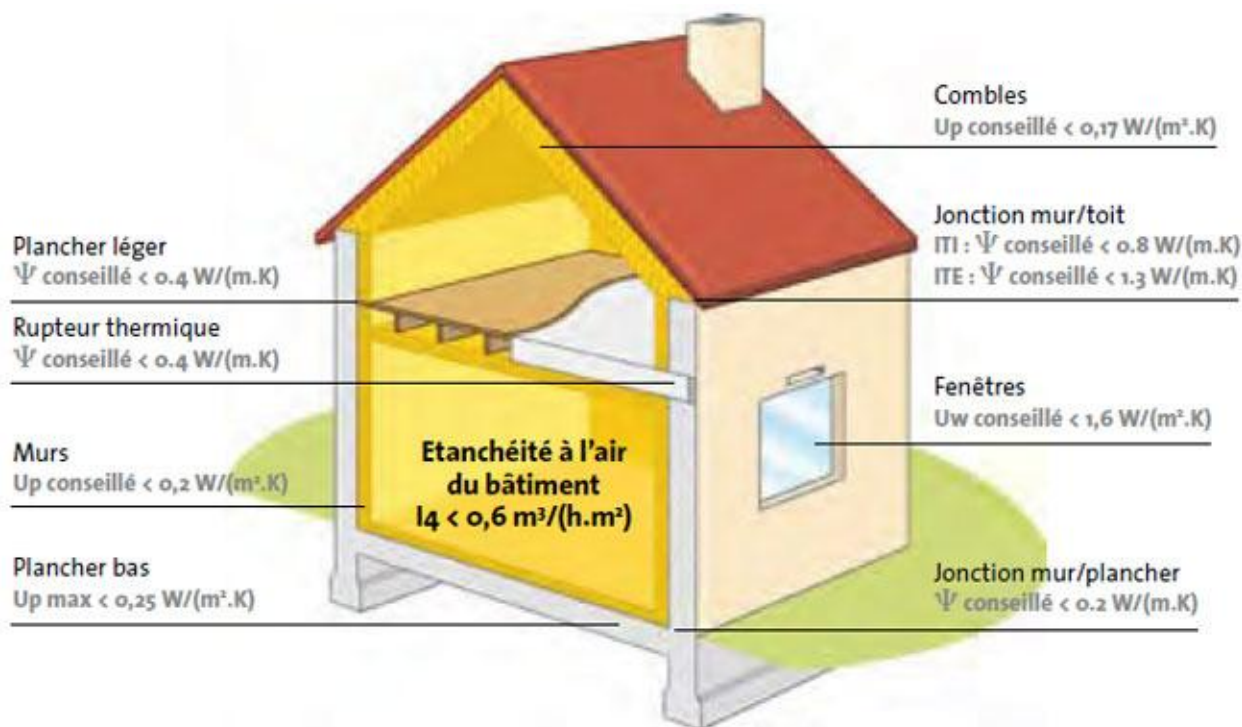 Combles
Up conseillé < 0,17 W/(m².K)
Jonction mur/toit
ITI : Ψ conseillé < 0.8 W/(m.K)
ITE : Ψ conseillé < 1.3 W/(m.K)
Plancher léger
Ψ conseillé < 0.4 W/(m.K)
Rupteur thermique
Ψ conseillé < 0.4 W/(m.K)
Fenêtres
Uw conseillé < 1,6 W/(m².K)
Murs
Up conseillé < 0,2 W/(m².K)
Etanchéité à l'air
du bâtiment
I4 < 0,6 m³/(h.m²)
Plancher bas
Up max < 0,25 W/(m².K)
Jonction mur/plancher
Ψ conseillé < 0.2 W/(m.K)